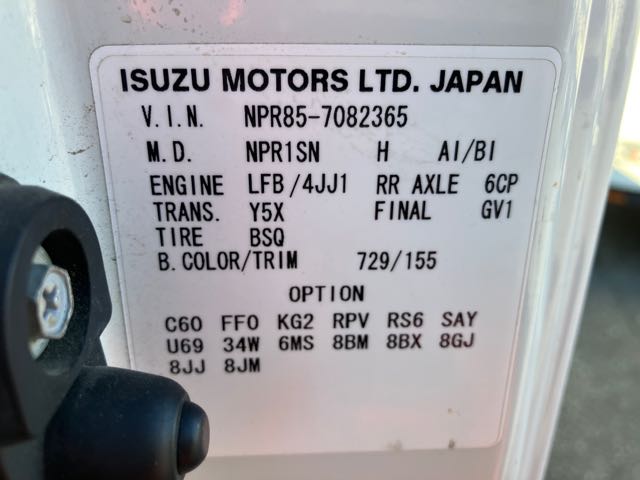 ISUZU MOTORS LTD. JAPAN
V.I.N. NPR85-7082365
M.D. NPR1SN H AI/BI
ENGINE LFB/4JJ1 RR AXLE 6CP
TRANS. Y5X FINAL GV1
TIRE BSQ
B.COLOR/TRIM 729/155
OPTION
C60 FF0 KG2 RPV RS6 SAY
U69 34W 6MS 8BM 8BX 8GJ
8JJ 8JM